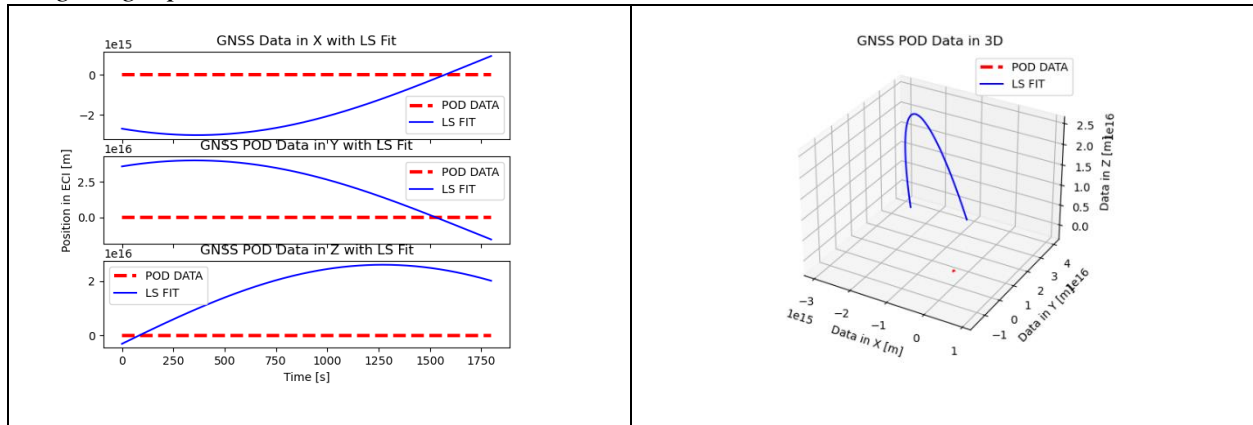 GNSS Data in X with LS Fit
1e15
0
−2
POD DATA
LS FIT
1e16
GNSS POD Data in Y with LS Fit
2.5
0.0
POD DATA
LS FIT
Position in ECI [m]
1e16
GNSS POD Data in Z with LS Fit
2
0
POD DATA
LS FIT
0 250 500 750 1000 1250 1500 1750
Time [s]
GNSS POD Data in 3D
POD DATA
LS FIT
1e16
2.5
2.0
1.5
1.0
0.5
0.0
Data in Z [m]
1e16
4
3
2
1
0
−1
Data in Y [m]
−3
−2
−1
0
1
1e15
Data in X [m]